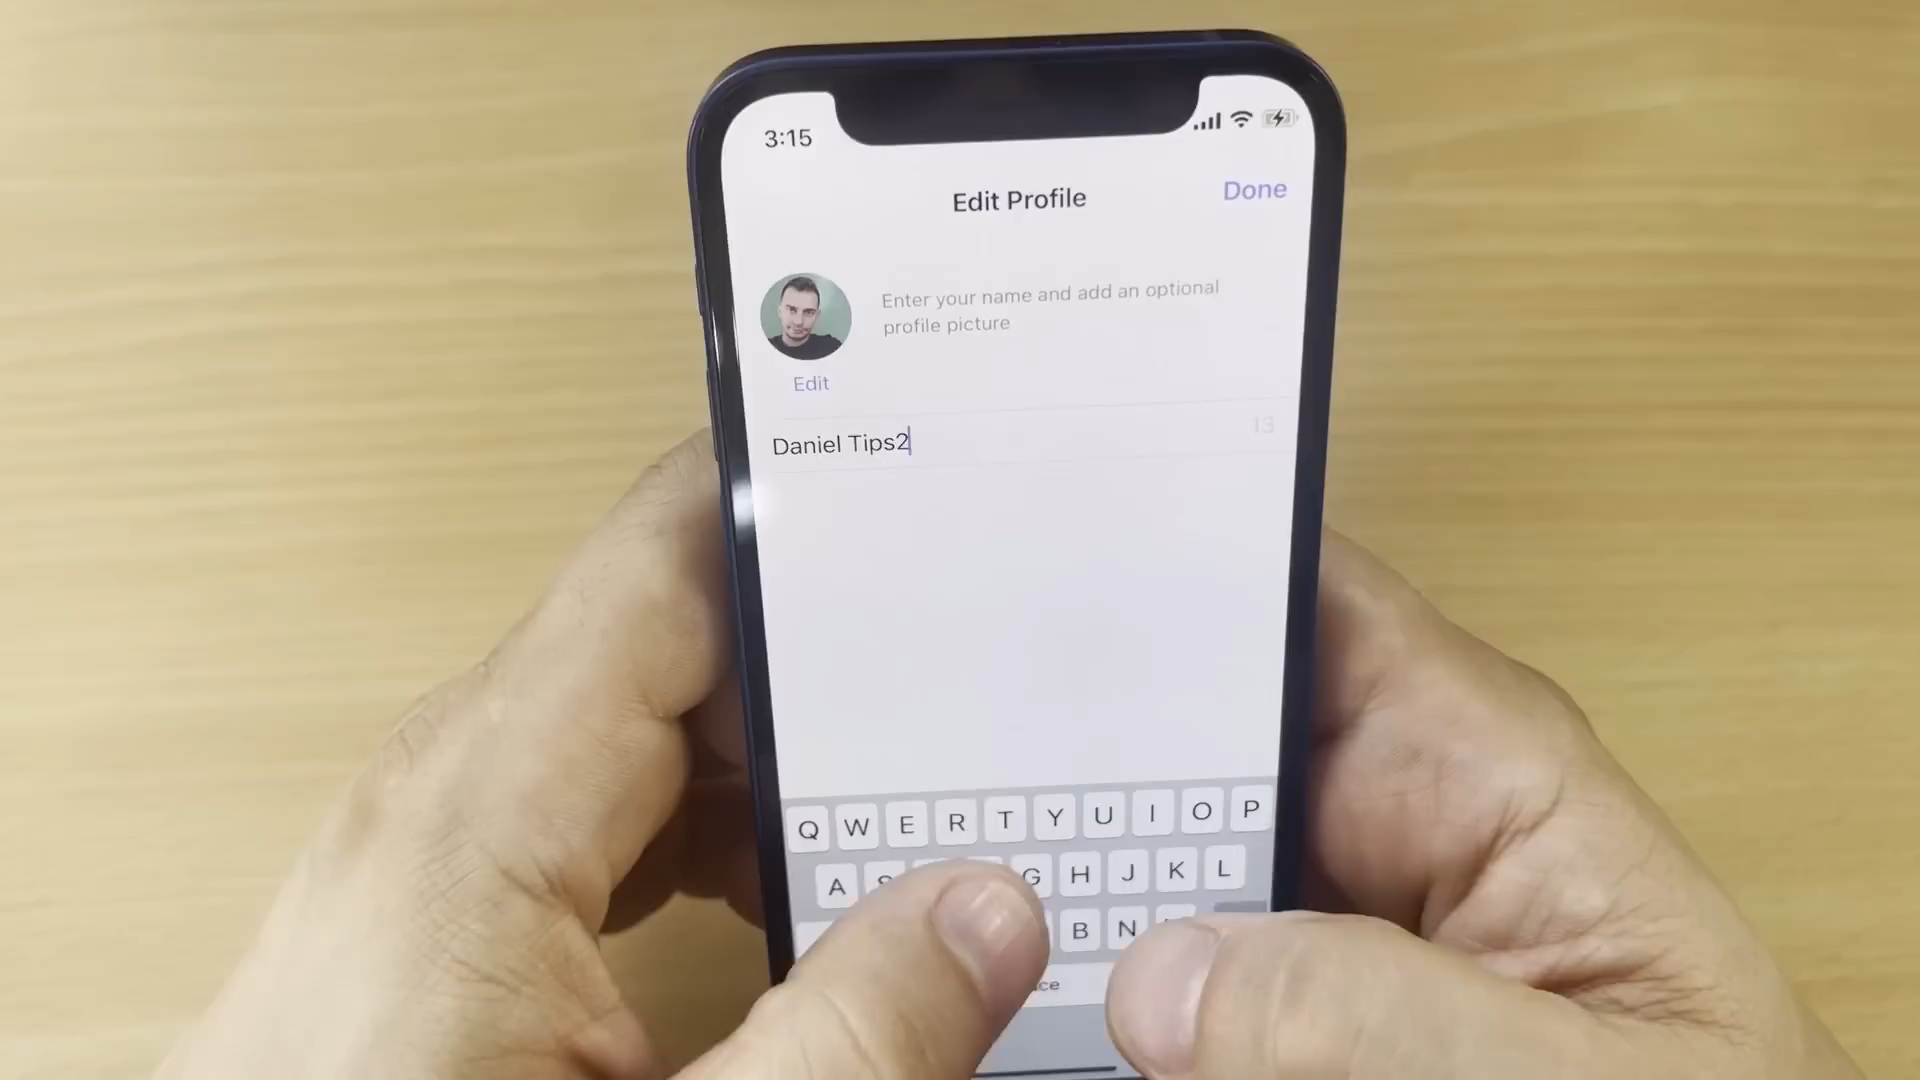 3:15
Edit Profile
Done
Enter your name and add an optional
profile picture
Edit
Daniel Tips2
13
Q W E R T Y U I O P
A G H J K L
B N